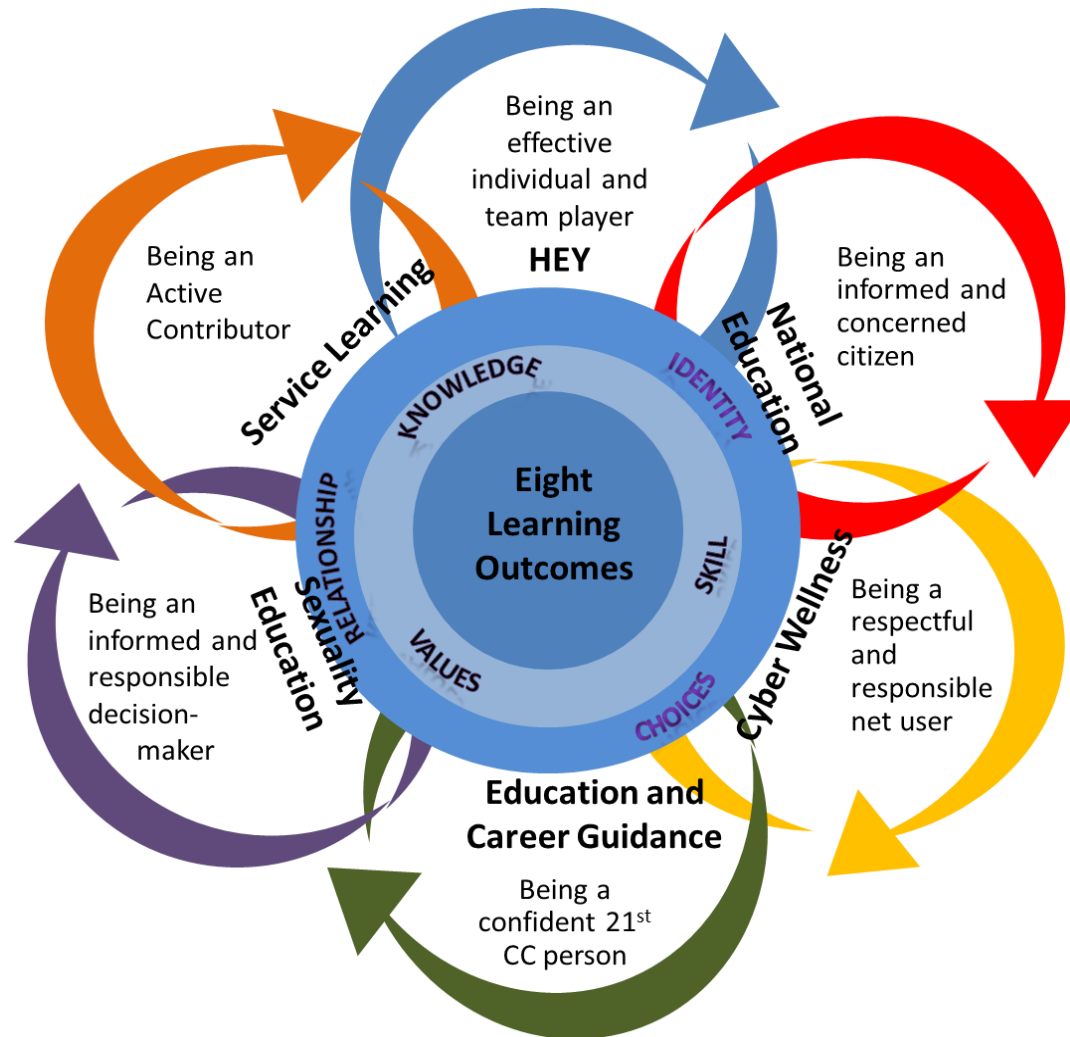 Being an
effective
individual and
team player
HEY
Being an
informed and
concerned
citizen
National
Education
Being a
respectful
and
responsible
net user
Cyber Wellness
Education and
Career Guidance
Being a
confident 21st
CC person
Being an
informed and
responsible
decision-
maker
Sexuality
Education
Being an
Active
Contributor
Service Learning
IDENTITY
CHOICES
RELATIONSHIP
KNOWLEDGE
SKILL
VALUES
Eight
Learning
Outcomes